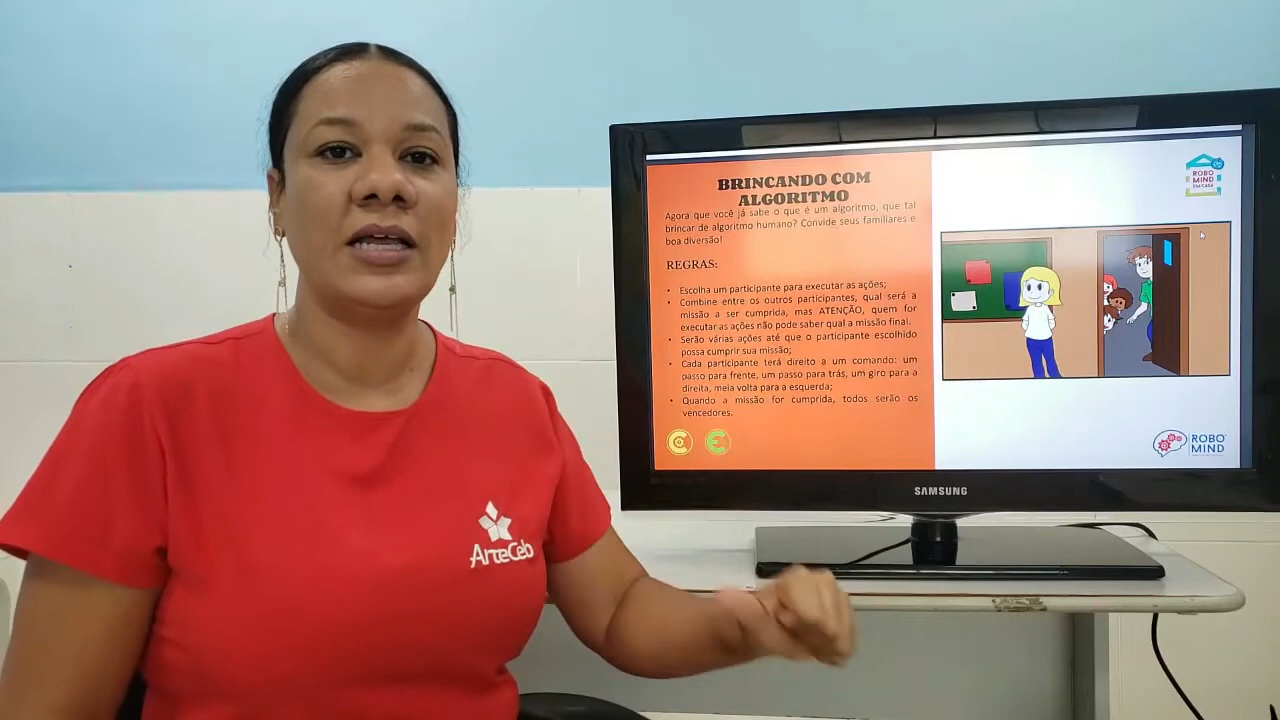 BRINCANDO COM
ALGORITMO
Agora que você já sabe o que é um algoritmo, que tal
brincar de algoritmo humano? Convide seus familiares e
boa diversão!
REGRAS:
• Escolha um participante para executar as ações;
• Combine entre os outros participantes, qual será a
missão a ser cumprida, mas ATENÇÃO, quem for
executar as ações não pode saber qual a missão final.
• Serão várias ações até que o participante escolhido
possa cumprir sua missão;
• Cada participante terá direito a um comando: um
passo para frente, um passo para trás, um giro para a
direita, meia volta para a esquerda;
• Quando a missão for cumprida, todos serão os
vencedores.
ROBO
MIND
EM CASA
ROBO
MIND
SAMSUNG
ArteCeb